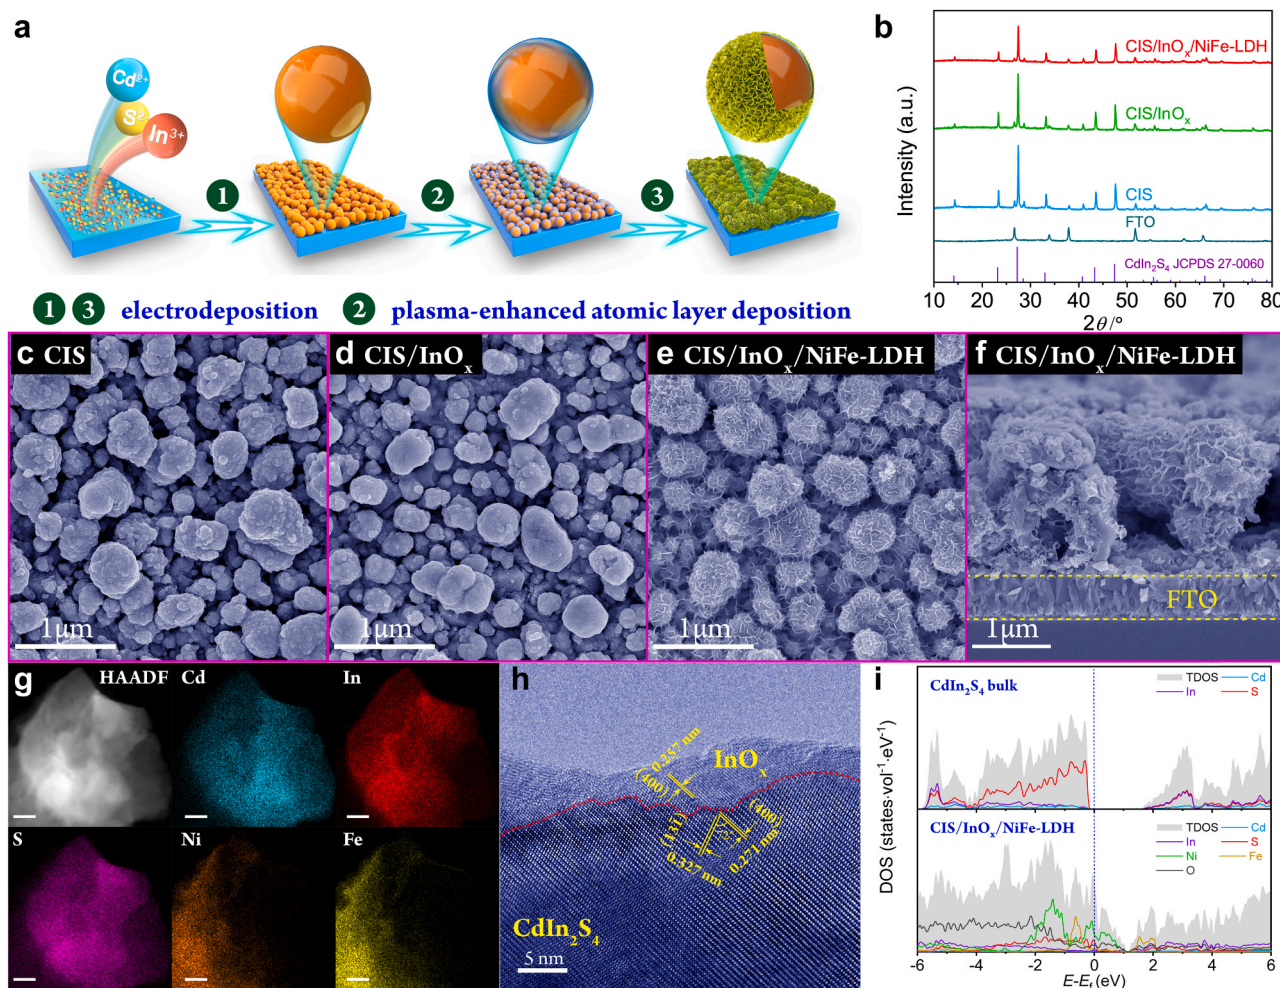 a
Cd²⁺
S²⁻
In³⁺
1
2
3
1 3 electrodeposition 2 plasma-enhanced atomic layer deposition
b
Intensity (a.u.)
CIS/InOₓ/NiFe-LDH
CIS/InOₓ
CIS
FTO
CdIn₂S₄ JCPDS 27-0060
10 20 30 40 50 60 70 80
2θ/°
c CIS
1μm
d CIS/InOₓ
1μm
e CIS/InOₓ/NiFe-LDH
1μm
f CIS/InOₓ/NiFe-LDH
FTO
1μm
g
HAADF
Cd
In
S
Ni
Fe
h
0.257 nm
(400)
InOₓ
(131)
(400)
0.327 nm
0.271 nm
CdIn₂S₄
5 nm
i
DOS (states·vol⁻¹·eV⁻¹)
CdIn₂S₄ bulk
TDOS Cd
In S
CIS/InOₓ/NiFe-LDH
TDOS Cd
In S
Ni Fe
O
-6 -4 -2 0 2 4 6
E-Ef (eV)